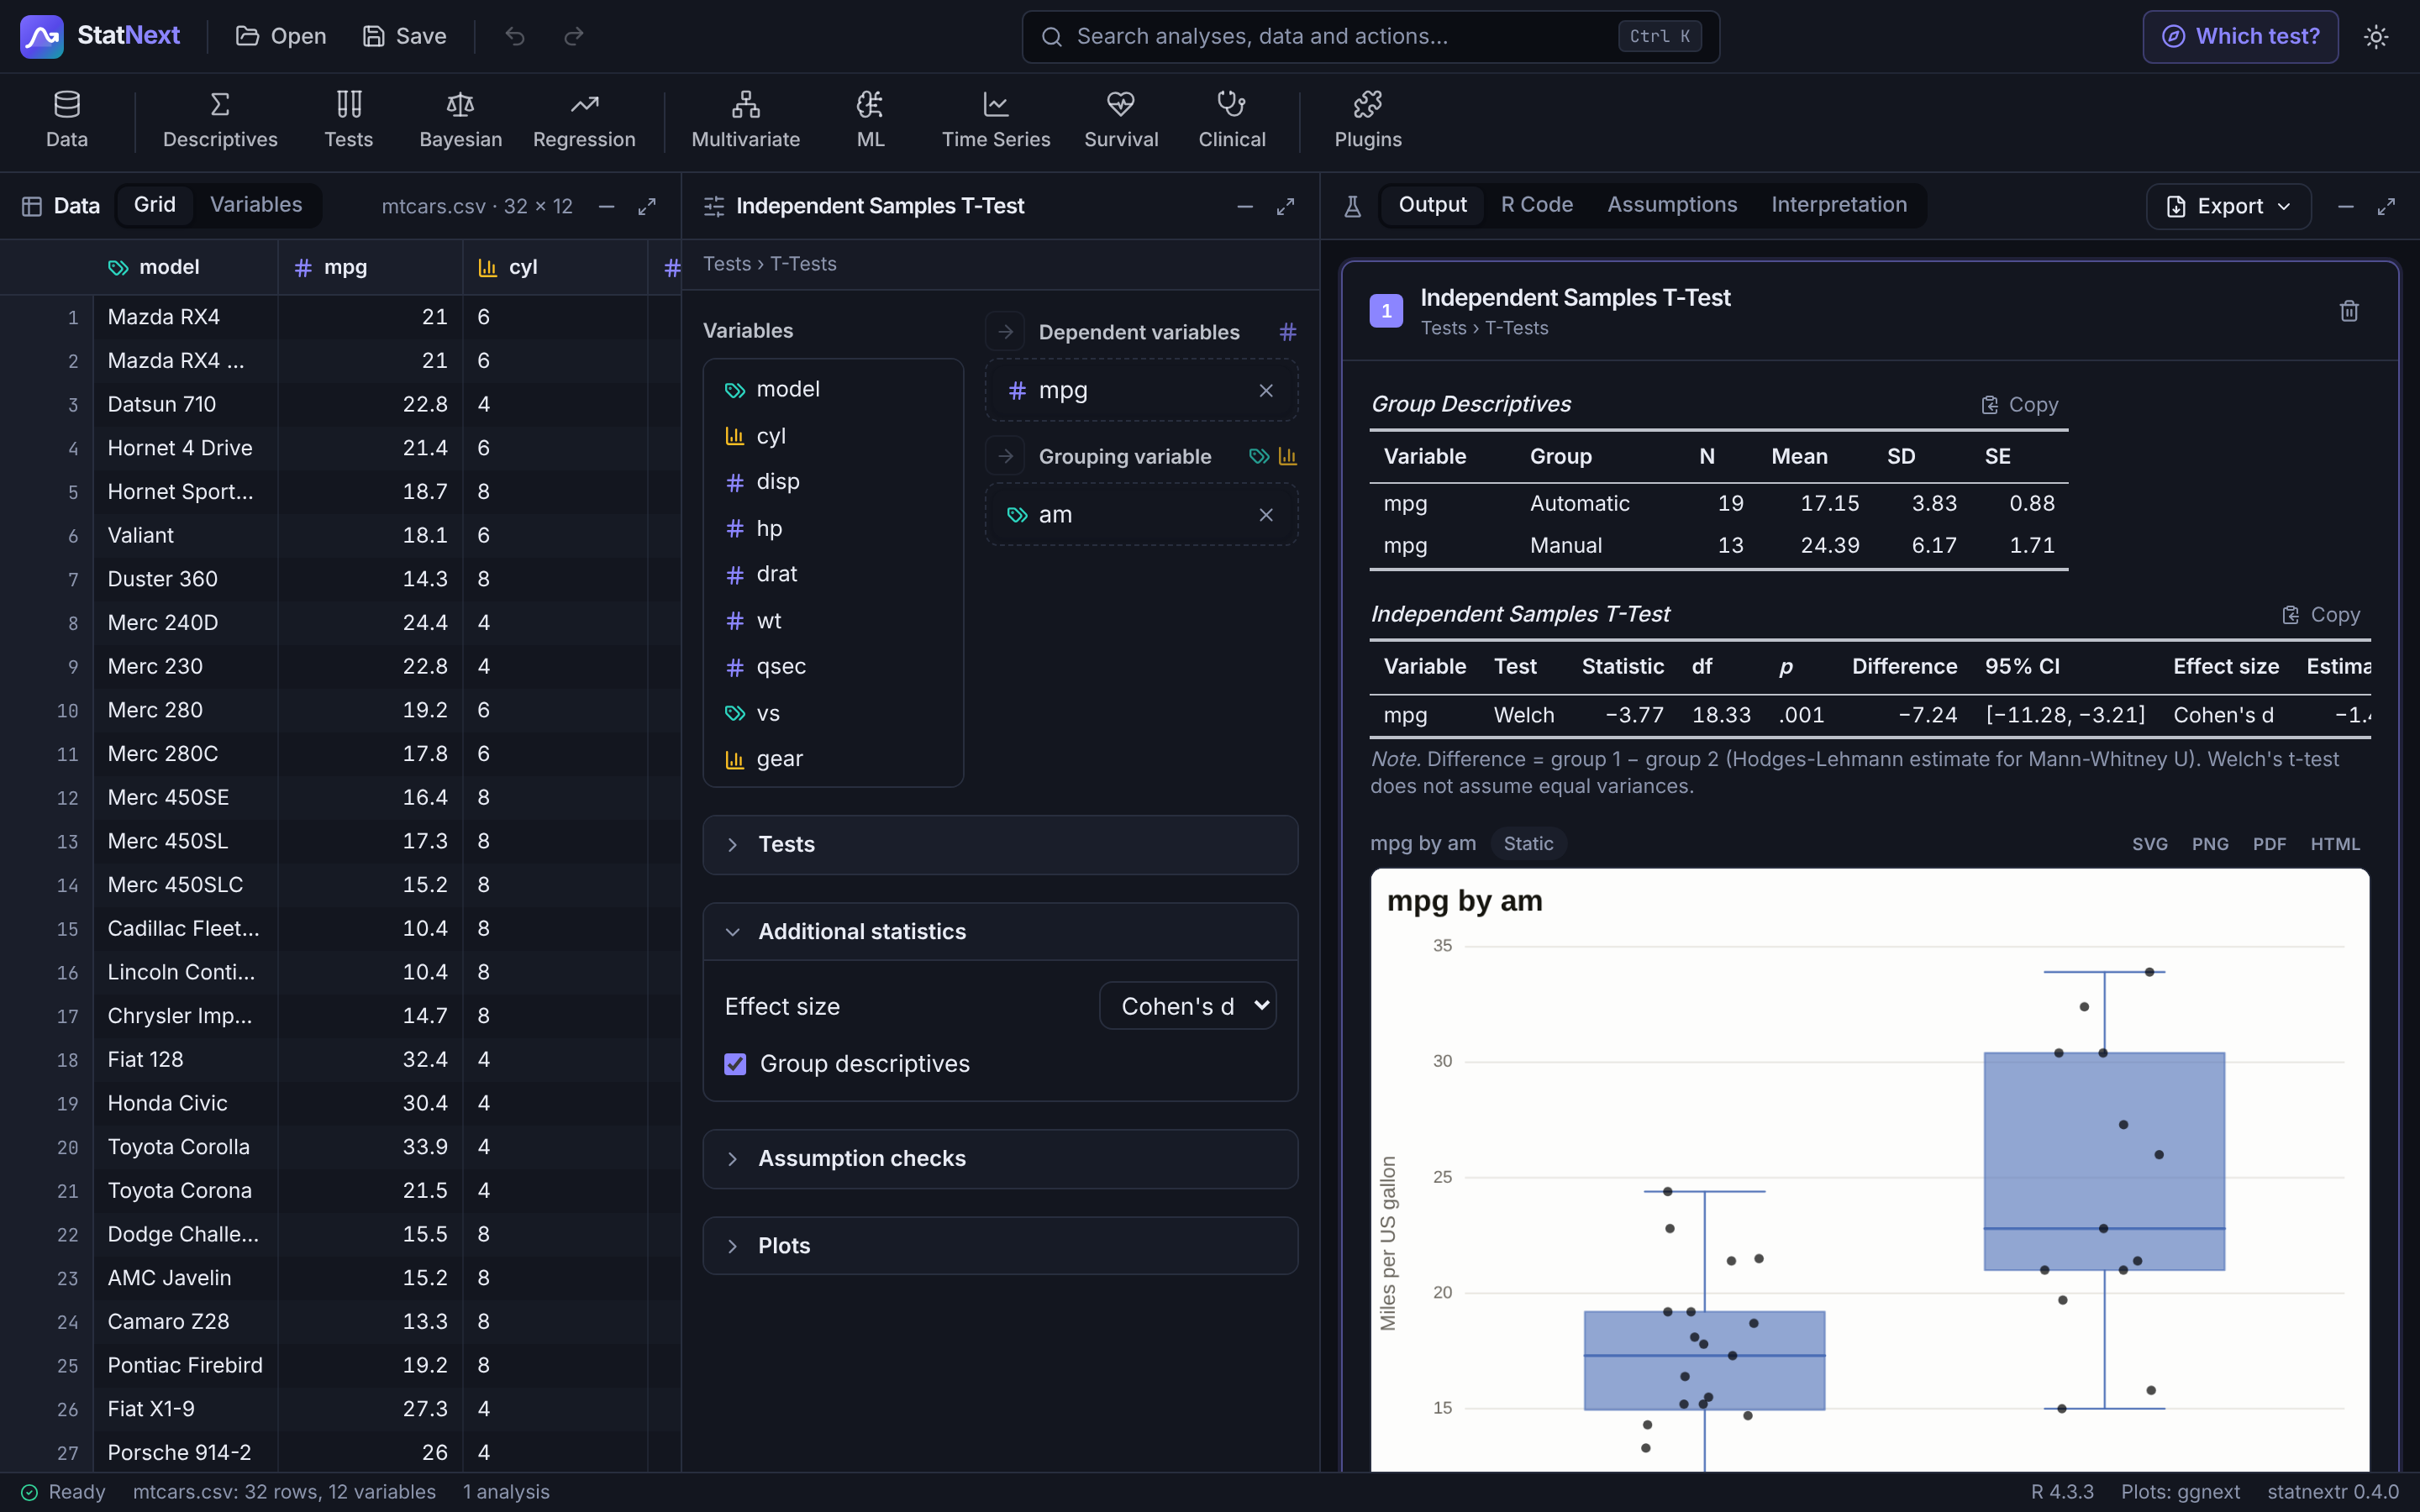 StatNext
Open
Save
Search analyses, data and actions...
Ctrl K
Which test?
Data
Descriptives
Tests
Bayesian
Regression
Multivariate
ML
Time Series
Survival
Clinical
Plugins
Data
Grid
Variables
mtcars.csv · 32 × 12
model mpg cyl
1 Mazda RX4 21 6
2 Mazda RX4 ... 21 6
3 Datsun 710 22.8 4
4 Hornet 4 Drive 21.4 6
5 Hornet Sport... 18.7 8
6 Valiant 18.1 6
7 Duster 360 14.3 8
8 Merc 240D 24.4 4
9 Merc 230 22.8 4
10 Merc 280 19.2 6
11 Merc 280C 17.8 6
12 Merc 450SE 16.4 8
13 Merc 450SL 17.3 8
14 Merc 450SLC 15.2 8
15 Cadillac Fleet... 10.4 8
16 Lincoln Conti... 10.4 8
17 Chrysler Imp... 14.7 8
18 Fiat 128 32.4 4
19 Honda Civic 30.4 4
20 Toyota Corolla 33.9 4
21 Toyota Corona 21.5 4
22 Dodge Challe... 15.5 8
23 AMC Javelin 15.2 8
24 Camaro Z28 13.3 8
25 Pontiac Firebird 19.2 8
26 Fiat X1-9 27.3 4
27 Porsche 914-2 26 4
Independent Samples T-Test
Tests › T-Tests
Variables
model
cyl
disp
hp
drat
wt
qsec
vs
gear
Dependent variables
mpg
Grouping variable
am
Tests
Additional statistics
Effect size
Cohen's d
Group descriptives
Assumption checks
Plots
Output
R Code
Assumptions
Interpretation
Export
1
Independent Samples T-Test
Tests › T-Tests
Group Descriptives
Copy
Variable Group N Mean SD SE
mpg Automatic 19 17.15 3.83 0.88
mpg Manual 13 24.39 6.17 1.71
Independent Samples T-Test
Copy
Variable Test Statistic df p Difference 95% CI Effect size Estima
mpg Welch −3.77 18.33 .001 −7.24 [−11.28, −3.21] Cohen's d −1.4
Note. Difference = group 1 − group 2 (Hodges-Lehmann estimate for Mann-Whitney U). Welch's t-test
does not assume equal variances.
mpg by am
Static
SVG
PNG
PDF
HTML
mpg by am
35
30
25
20
15
Miles per US gallon
Ready
mtcars.csv: 32 rows, 12 variables
1 analysis
R 4.3.3
Plots: ggnext
statnextr 0.4.0